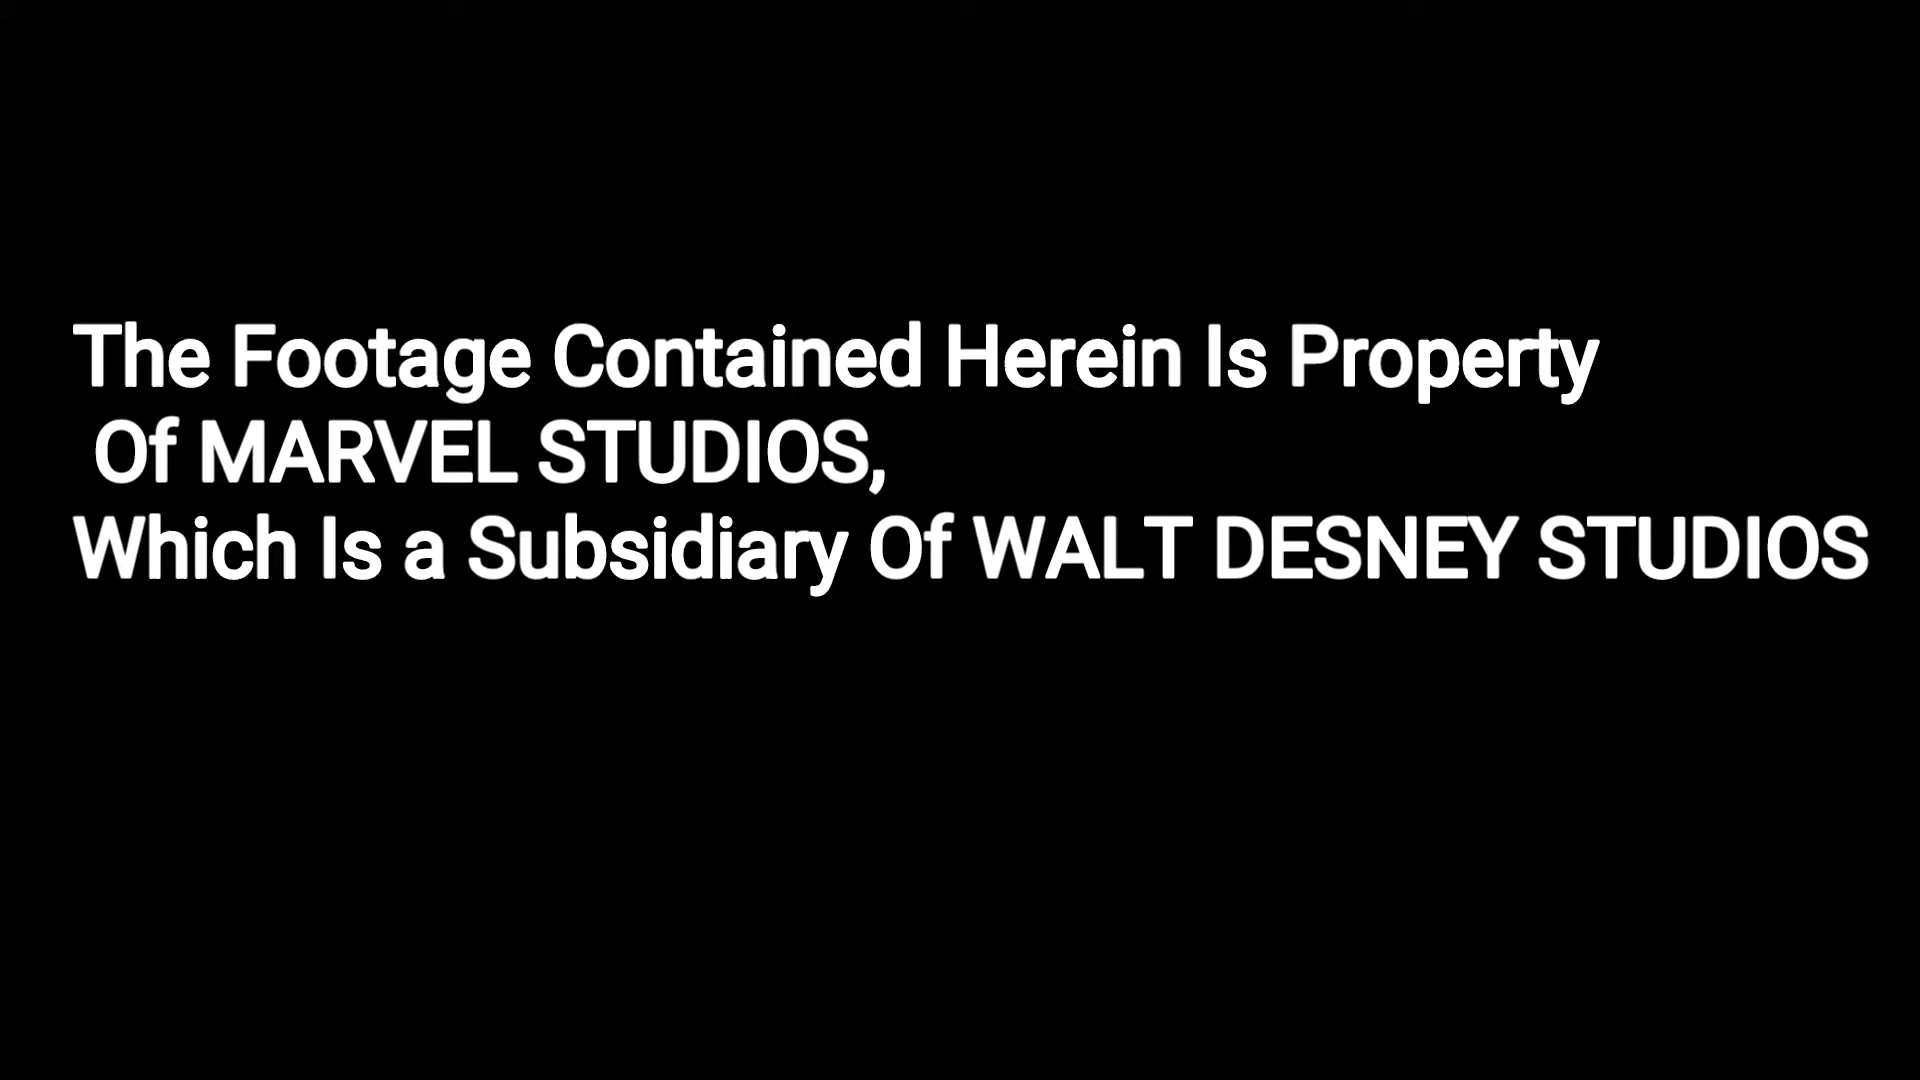 The Footage Contained Herein Is Property
Of MARVEL STUDIOS,
Which Is a Subsidiary Of WALT DESNEY STUDIOS